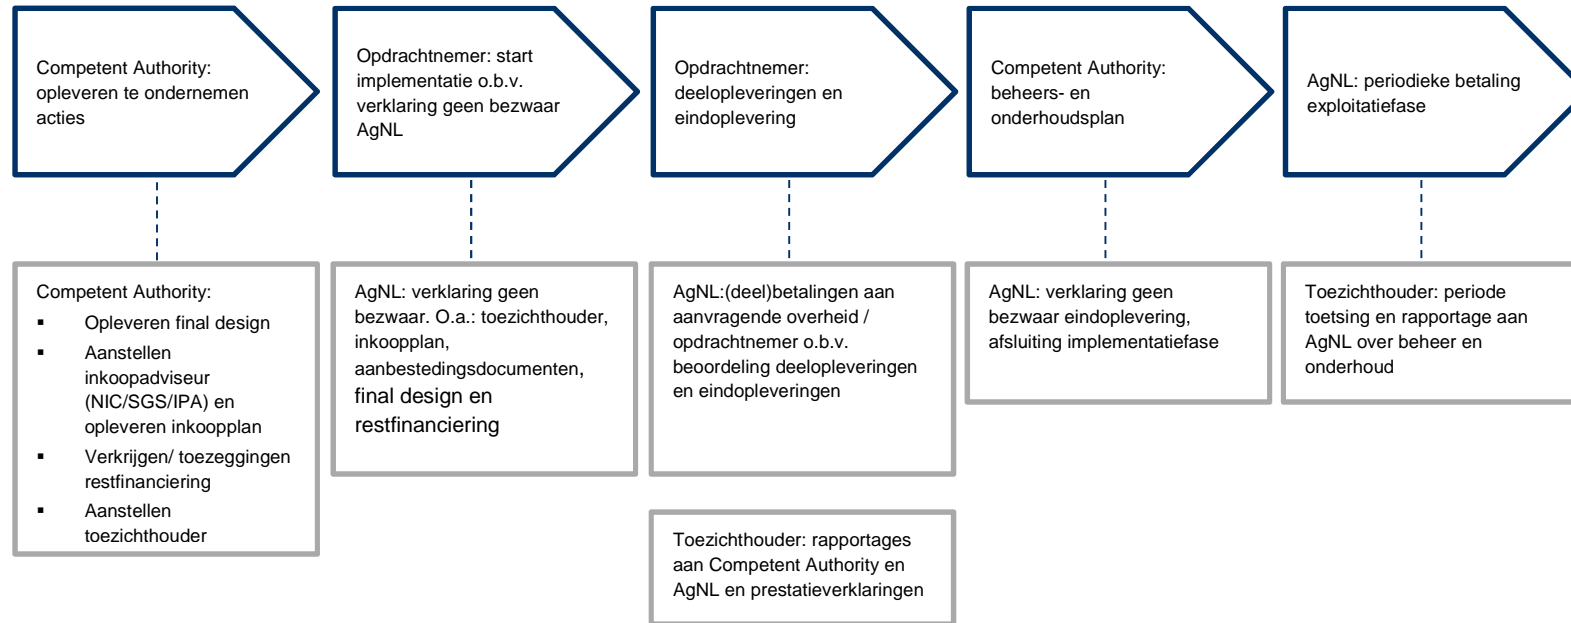 Competent Authority:
opleveren te ondernemen
acties
Opdrachtnemer: start
implementatie o.b.v.
verklaring geen bezwaar
AgNL
Opdrachtnemer:
deelopleveringen en
eindoplevering
Competent Authority:
beheers- en
onderhoudsplan
AgNL: periodieke betaling
exploitatiefase
Competent Authority:
▪ Opleveren final design
▪ Aanstellen
inkoopadviseur
(NIC/SGS/IPA) en
opleveren inkoopplan
▪ Verkrijgen/ toezeggingen
restfinanciering
▪ Aanstellen
toezichthouder
AgNL: verklaring geen
bezwaar. O.a.: toezichthouder,
inkoopplan,
aanbestedingsdocumenten,
final design en
restfinanciering
AgNL:(deel)betalingen aan
aanvragende overheid /
opdrachtnemer o.b.v.
beoordeling deelopleveringen
en eindopleveringen
Toezichthouder: rapportages
aan Competent Authority en
AgNL en prestatieverklaringen
AgNL: verklaring geen
bezwaar eindoplevering,
afsluiting implementatiefase
Toezichthouder: periode
toetsing en rapportage aan
AgNL over beheer en
onderhoud